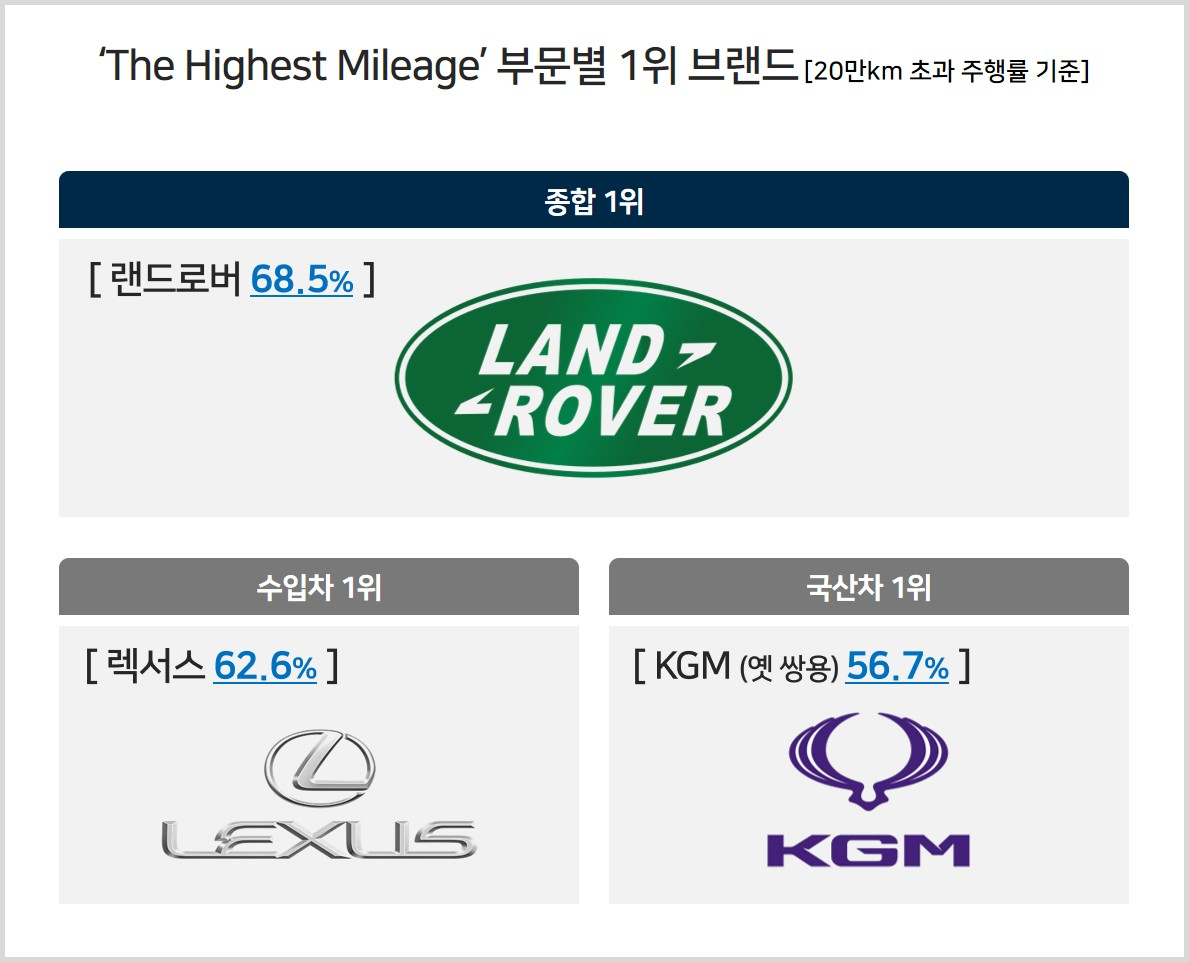 ‘The Highest Mileage’ 부문별 1위 브랜드 [20만km 초과 주행률 기준]
종합 1위
[ 랜드로버 68.5% ]
LAND
ROVER
수입차 1위
[ 렉서스 62.6% ]
LEXUS
국산차 1위
[ KGM (옛 쌍용) 56.7% ]
KGM